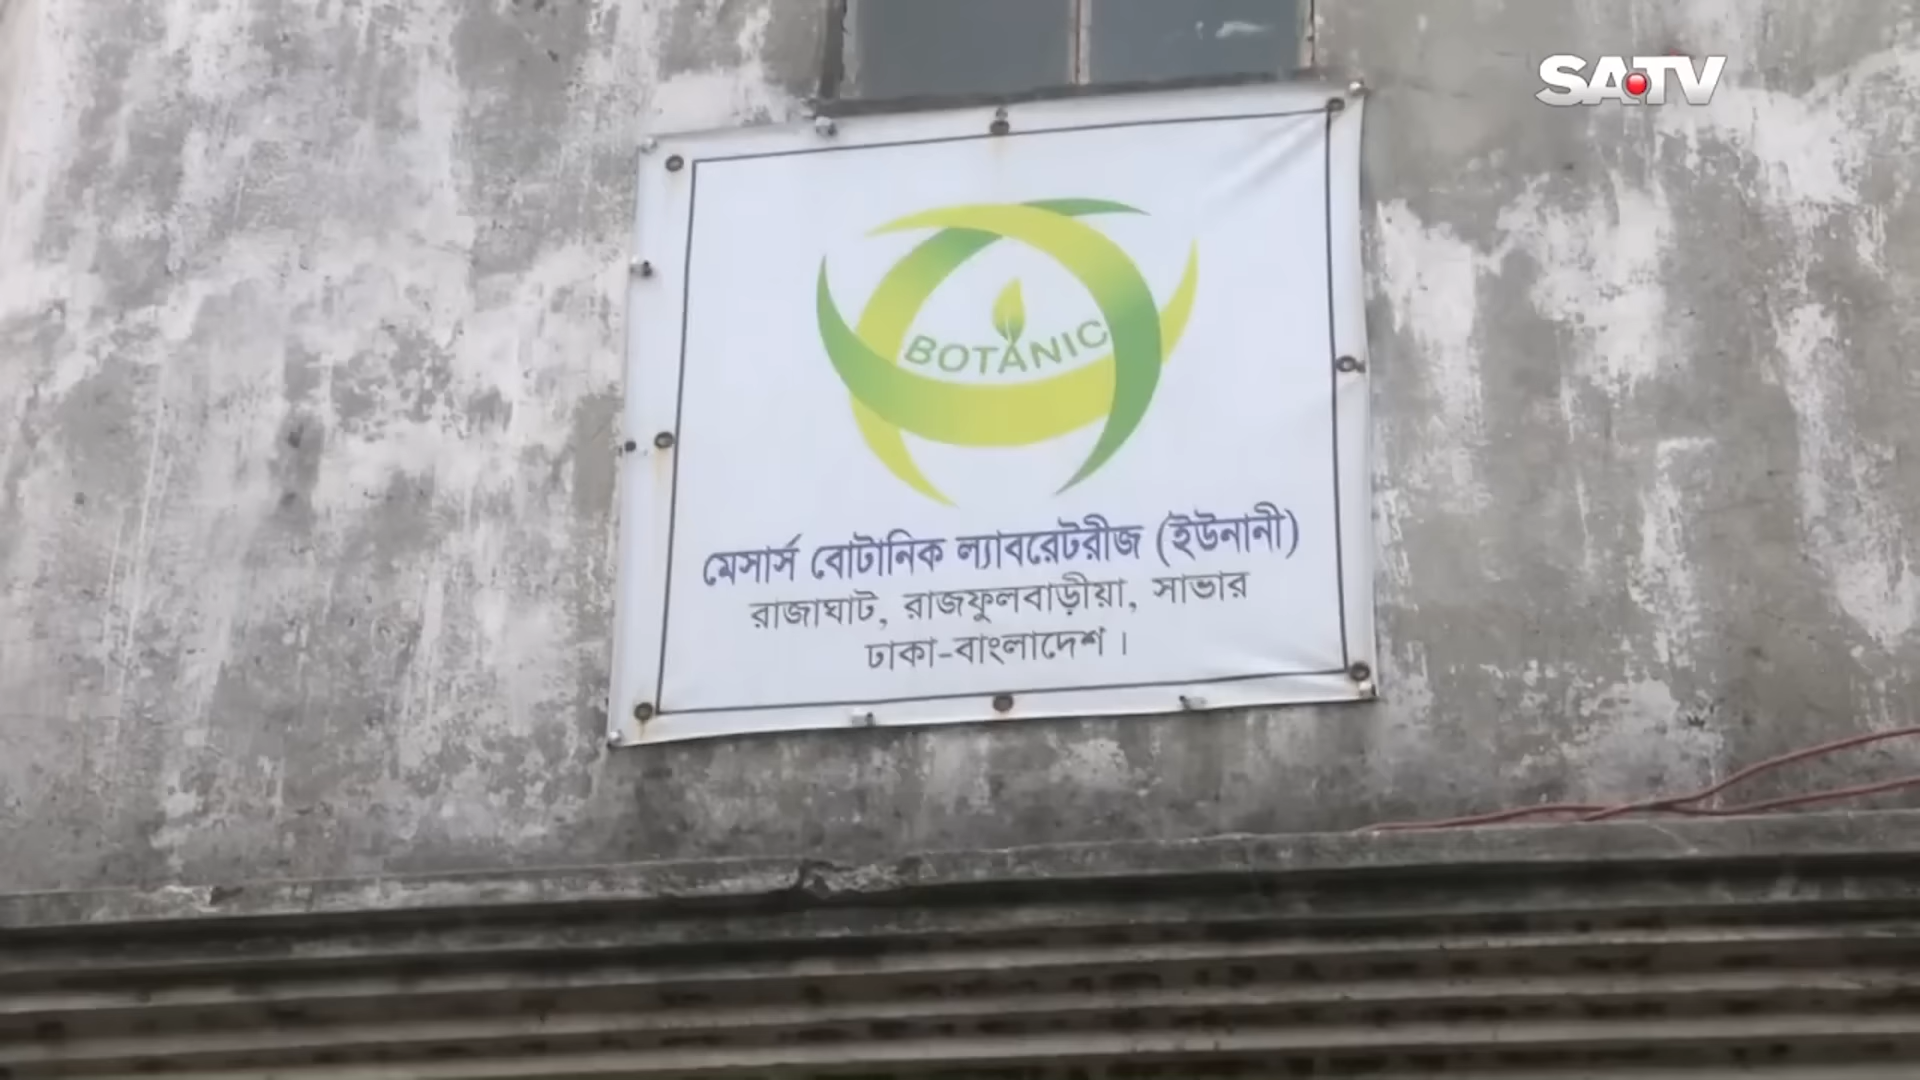 SATV
BOTANIC
মেসার্স বোটানিক ল্যাবরেটরীজ (ইউনানী)
রাজাঘাট, রাজফুলবাড়ীয়া, সাভার
ঢাকা-বাংলাদেশ।